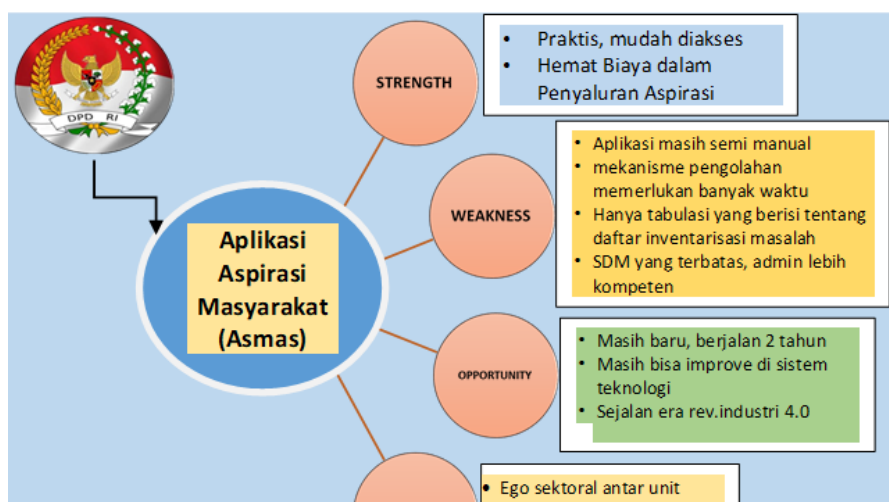 DPD RI
STRENGTH
• Praktis, mudah diakses
• Hemat Biaya dalam
Penyaluran Aspirasi
Aplikasi
Aspirasi
Masyarakat
(Asmas)
WEAKNESS
• Aplikasi masih semi manual
• mekanisme pengolahan
memerlukan banyak waktu
• Hanya tabulasi yang berisi tentang
daftar inventarisasi masalah
• SDM yang terbatas, admin lebih
kompeten
OPPORTUNITY
• Masih baru, berjalan 2 tahun
• Masih bisa improve di sistem
teknologi
• Sejalan era rev.industri 4.0
• Ego sektoral antar unit